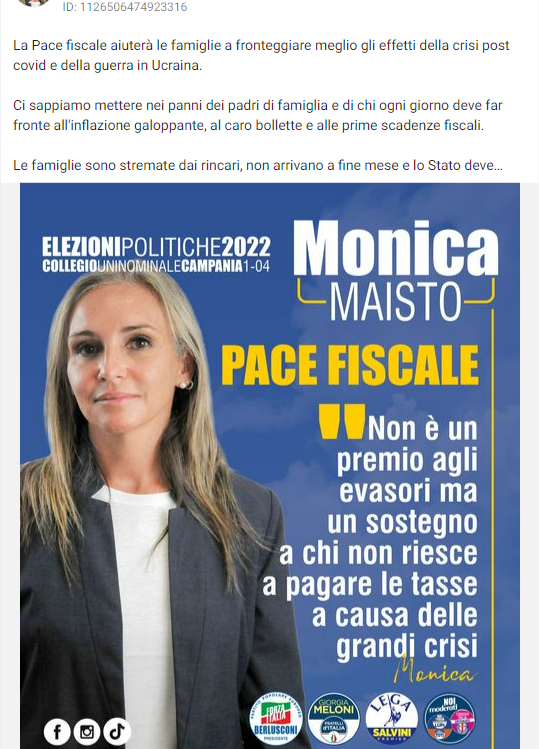 ID: 1126506474923316
La Pace fiscale aiuterà le famiglie a fronteggiare meglio gli effetti della crisi post
covid e della guerra in Ucraina.
Ci sappiamo mettere nei panni dei padri di famiglia e di chi ogni giorno deve far
fronte all'inflazione galoppante, al caro bollette e alle prime scadenze fiscali.
Le famiglie sono stremate dai rincari, non arrivano a fine mese e lo Stato deve...
ELEZIONIPOLITICHE2022
COLLEGIOUNINOMINALECAMPANIA1-04
Monica
MAISTO
PACE FISCALE
"Non è un
premio agli
evasori ma
un sostegno
a chi non riesce
a pagare le tasse
a causa delle
grandi crisi
Monica
FORZA
ITALIA
BERLUSCONI
PRESIDENTE
GIORGIA
MELONI
FRATELLI
d'ITALIA
LEGA
SALVINI
PREMIER
NOI
moderati